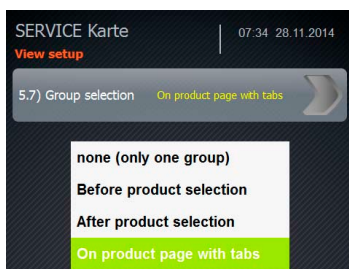 SERVICE Karte
07:34 28.11.2014
View setup
5.7) Group selection On product page with tabs
none (only one group)
Before product selection
After product selection
On product page with tabs